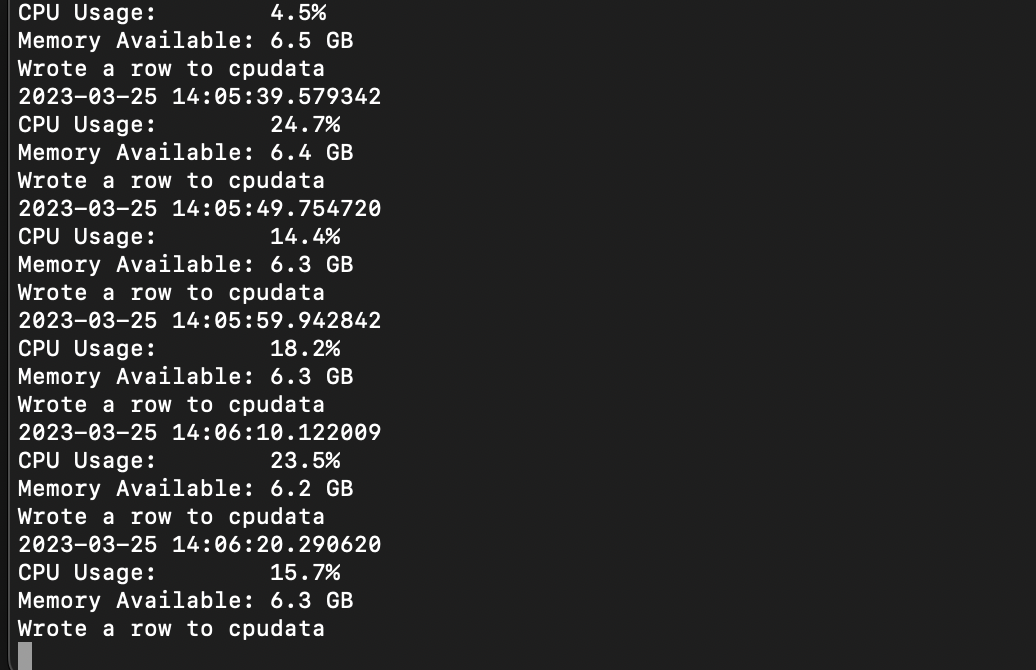 CPU Usage:        4.5%
Memory Available: 6.5 GB
Wrote a row to cpudata
2023-03-25 14:05:39.579342
CPU Usage:        24.7%
Memory Available: 6.4 GB
Wrote a row to cpudata
2023-03-25 14:05:49.754720
CPU Usage:        14.4%
Memory Available: 6.3 GB
Wrote a row to cpudata
2023-03-25 14:05:59.942842
CPU Usage:        18.2%
Memory Available: 6.3 GB
Wrote a row to cpudata
2023-03-25 14:06:10.122009
CPU Usage:        23.5%
Memory Available: 6.2 GB
Wrote a row to cpudata
2023-03-25 14:06:20.290620
CPU Usage:        15.7%
Memory Available: 6.3 GB
Wrote a row to cpudata